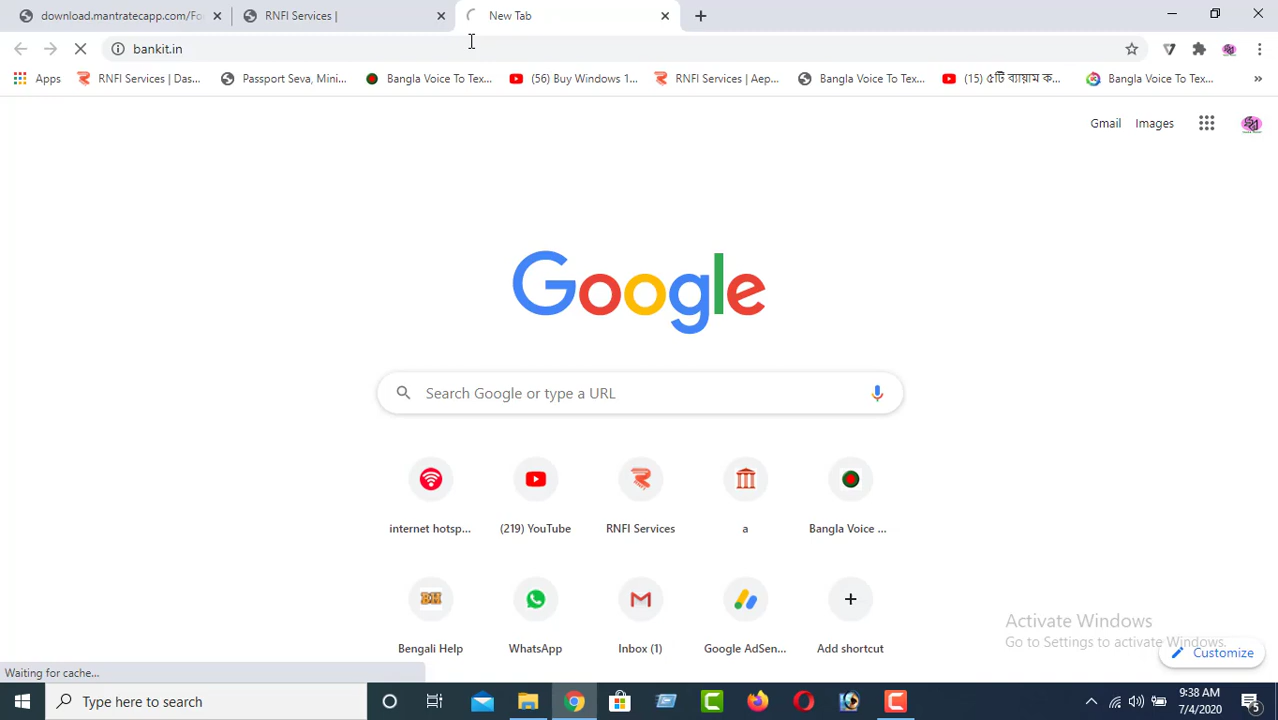 download.mantratecapp.com/Fo
RNFI Services |
New Tab
bankit.in
Apps
RNFI Services | Das...
Passport Seva, Mini...
Bangla Voice To Tex...
(56) Buy Windows 1...
RNFI Services | Aep...
Bangla Voice To Tex...
(15) ৫টি ব্যায়াম ক...
Bangla Voice To Tex...
»
Gmail
Images
Google
Search Google or type a URL
internet hotsp...
(219) YouTube
RNFI Services
a
Bangla Voice ...
BH
Bengali Help
WhatsApp
Inbox (1)
Google AdSen...
Add shortcut
Activate Windows
Go to Settings to activate Windows.
Customize
Waiting for cache...
Type here to search
9:38 AM
7/4/2020
5